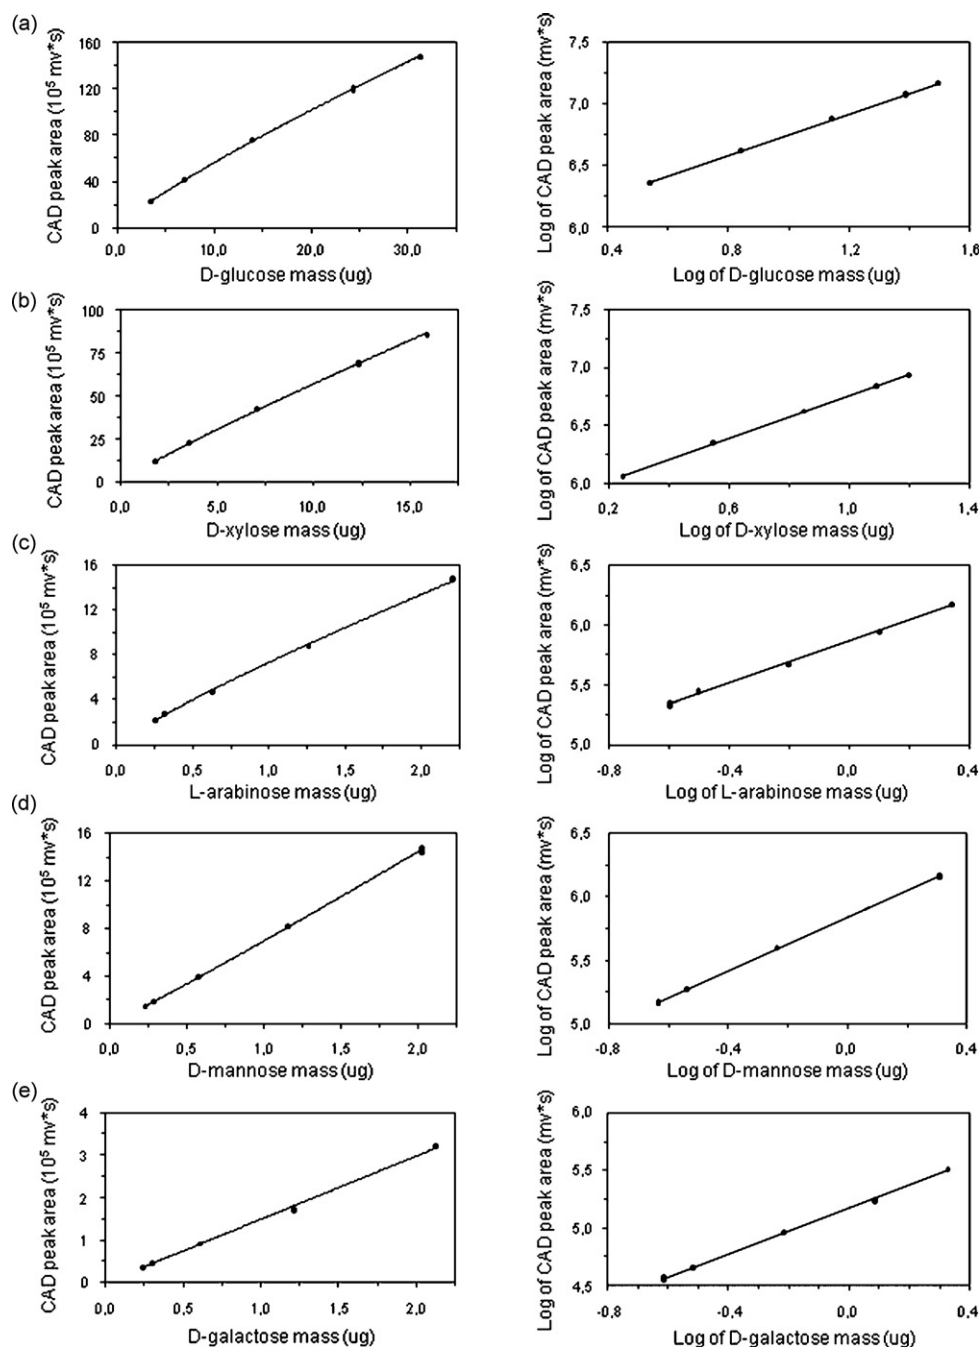 (a)
CAD peak area (10⁵ mv*s)
160
120
80
40
0
0,0 10,0 20,0 30,0
D-glucose mass (ug)
Log of CAD peak area (mv*s)
7,5
7,0
6,5
6,0
0,4 0,8 1,2 1,6
Log of D-glucose mass (ug)
(b)
CAD peak area (10⁵ mv*s)
100
75
50
25
0
0,0 5,0 10,0 15,0
D-xylose mass (ug)
Log of CAD peak area (mv*s)
7,5
7,0
6,5
6,0
0,2 0,6 1,0 1,4
Log of D-xylose mass (ug)
(c)
CAD peak area (10⁵ mv*s)
16
12
8
4
0
0,0 0,5 1,0 1,5 2,0
L-arabinose mass (ug)
Log of CAD peak area (mv*s)
6,5
6,0
5,5
5,0
-0,8 -0,4 0,0 0,4
Log of L-arabinose mass (ug)
(d)
CAD peak area (10⁵ mv*s)
16
12
8
4
0
0,0 0,5 1,0 1,5 2,0
D-mannose mass (ug)
Log of CAD peak area (mv*s)
6,5
6,0
5,5
5,0
-0,8 -0,4 0,0 0,4
Log of D-mannose mass (ug)
(e)
CAD peak area (10⁵ mv*s)
4
3
2
1
0
0,0 0,5 1,0 1,5 2,0
D-galactose mass (ug)
Log of CAD peak area (mv*s)
6,0
5,5
5,0
4,5
-0,8 -0,4 0,0 0,4
Log of D-galactose mass (ug)